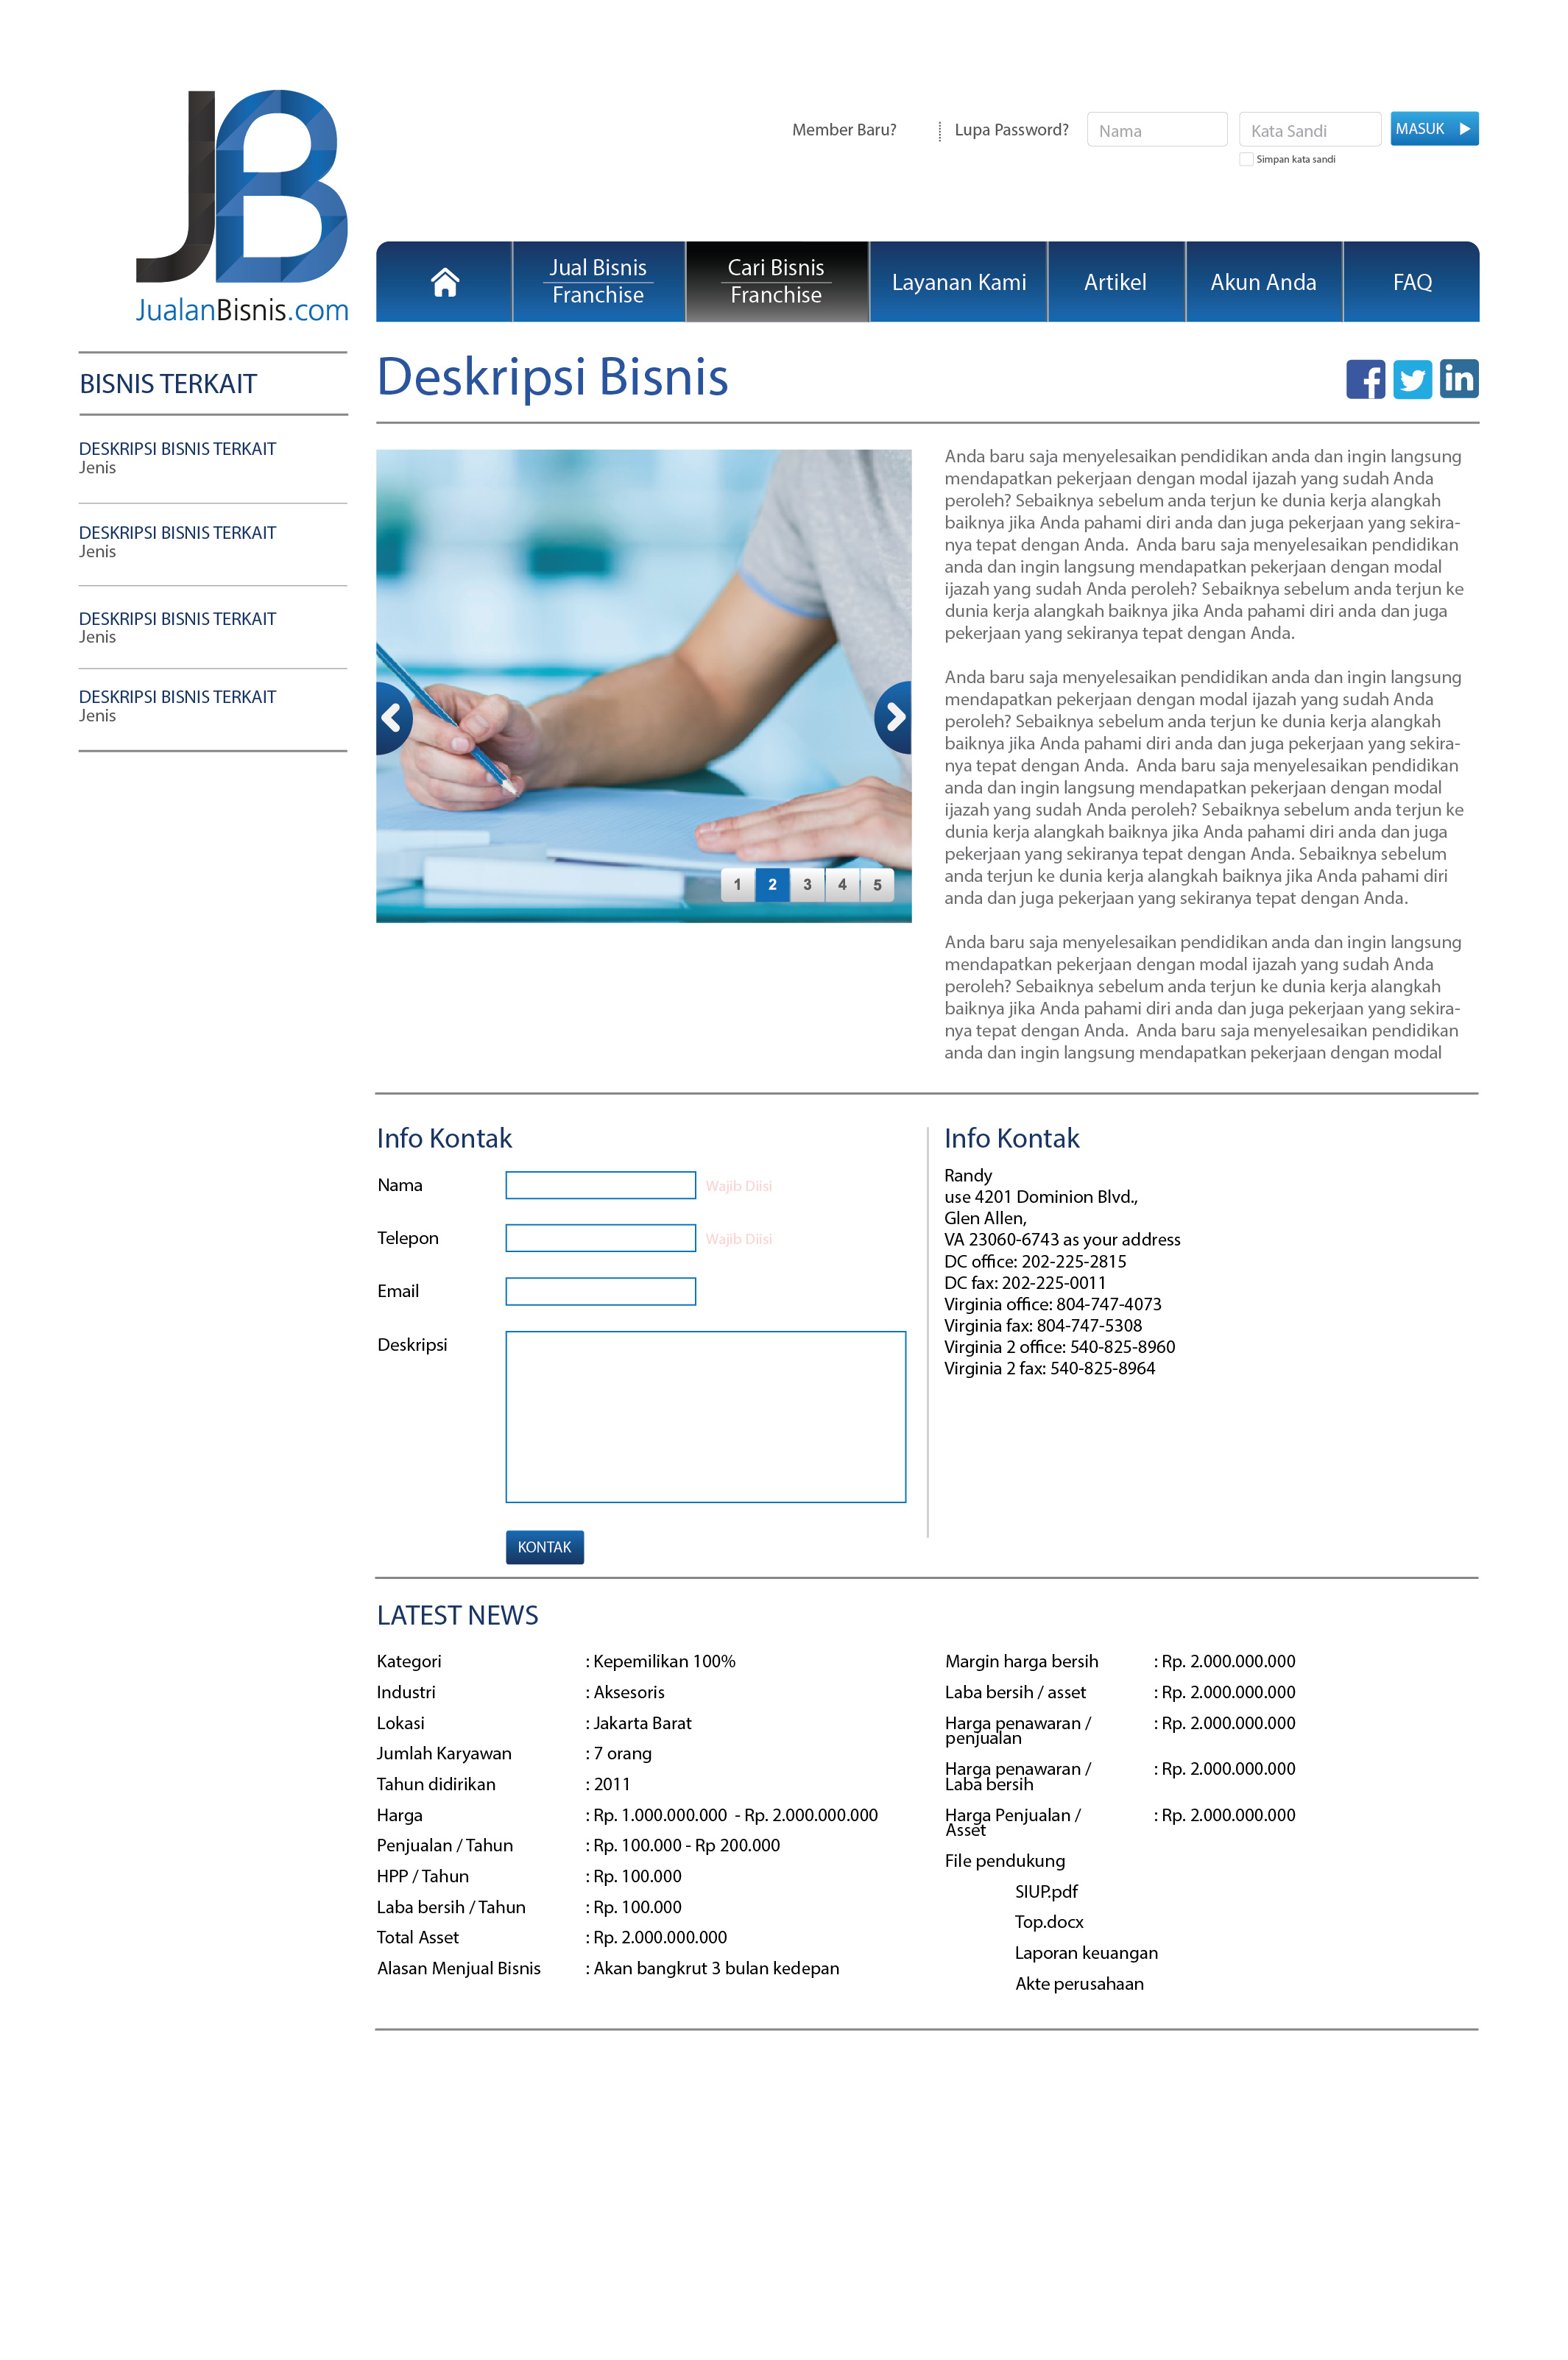 JB
JualanBisnis.com
Member Baru?
Lupa Password?
Nama
Kata Sandi
MASUK
Simpan kata sandi
Jual Bisnis
Franchise
Cari Bisnis
Franchise
Layanan Kami
Artikel
Akun Anda
FAQ
BISNIS TERKAIT
DESKRIPSI BISNIS TERKAIT
Jenis
DESKRIPSI BISNIS TERKAIT
Jenis
DESKRIPSI BISNIS TERKAIT
Jenis
DESKRIPSI BISNIS TERKAIT
Jenis
Deskripsi Bisnis
f
in
1 2 3 4 5
Anda baru saja menyelesaikan pendidikan anda dan ingin langsung
mendapatkan pekerjaan dengan modal ijazah yang sudah Anda
peroleh? Sebaiknya sebelum anda terjun ke dunia kerja alangkah
baiknya jika Anda pahami diri anda dan juga pekerjaan yang sekira-
nya tepat dengan Anda.  Anda baru saja menyelesaikan pendidikan
anda dan ingin langsung mendapatkan pekerjaan dengan modal
ijazah yang sudah Anda peroleh? Sebaiknya sebelum anda terjun ke
dunia kerja alangkah baiknya jika Anda pahami diri anda dan juga
pekerjaan yang sekiranya tepat dengan Anda.
Anda baru saja menyelesaikan pendidikan anda dan ingin langsung
mendapatkan pekerjaan dengan modal ijazah yang sudah Anda
peroleh? Sebaiknya sebelum anda terjun ke dunia kerja alangkah
baiknya jika Anda pahami diri anda dan juga pekerjaan yang sekira-
nya tepat dengan Anda.  Anda baru saja menyelesaikan pendidikan
anda dan ingin langsung mendapatkan pekerjaan dengan modal
ijazah yang sudah Anda peroleh? Sebaiknya sebelum anda terjun ke
dunia kerja alangkah baiknya jika Anda pahami diri anda dan juga
pekerjaan yang sekiranya tepat dengan Anda. Sebaiknya sebelum
anda terjun ke dunia kerja alangkah baiknya jika Anda pahami diri
anda dan juga pekerjaan yang sekiranya tepat dengan Anda.
Anda baru saja menyelesaikan pendidikan anda dan ingin langsung
mendapatkan pekerjaan dengan modal ijazah yang sudah Anda
peroleh? Sebaiknya sebelum anda terjun ke dunia kerja alangkah
baiknya jika Anda pahami diri anda dan juga pekerjaan yang sekira-
nya tepat dengan Anda.  Anda baru saja menyelesaikan pendidikan
anda dan ingin langsung mendapatkan pekerjaan dengan modal
Info Kontak
Nama
Wajib Diisi
Telepon
Wajib Diisi
Email
Deskripsi
KONTAK
Info Kontak
Randy
use 4201 Dominion Blvd.,
Glen Allen,
VA 23060-6743 as your address
DC office: 202-225-2815
DC fax: 202-225-0011
Virginia office: 804-747-4073
Virginia fax: 804-747-5308
Virginia 2 office: 540-825-8960
Virginia 2 fax: 540-825-8964
LATEST NEWS
Kategori : Kepemilikan 100%
Industri : Aksesoris
Lokasi : Jakarta Barat
Jumlah Karyawan : 7 orang
Tahun didirikan : 2011
Harga : Rp. 1.000.000.000  - Rp. 2.000.000.000
Penjualan / Tahun : Rp. 100.000 - Rp 200.000
HPP / Tahun : Rp. 100.000
Laba bersih / Tahun : Rp. 100.000
Total Asset : Rp. 2.000.000.000
Alasan Menjual Bisnis : Akan bangkrut 3 bulan kedepan
Margin harga bersih : Rp. 2.000.000.000
Laba bersih / asset : Rp. 2.000.000.000
Harga penawaran / : Rp. 2.000.000.000
penjualan
Harga penawaran / : Rp. 2.000.000.000
Laba bersih
Harga Penjualan / : Rp. 2.000.000.000
Asset
File pendukung
SIUP.pdf
Top.docx
Laporan keuangan
Akte perusahaan